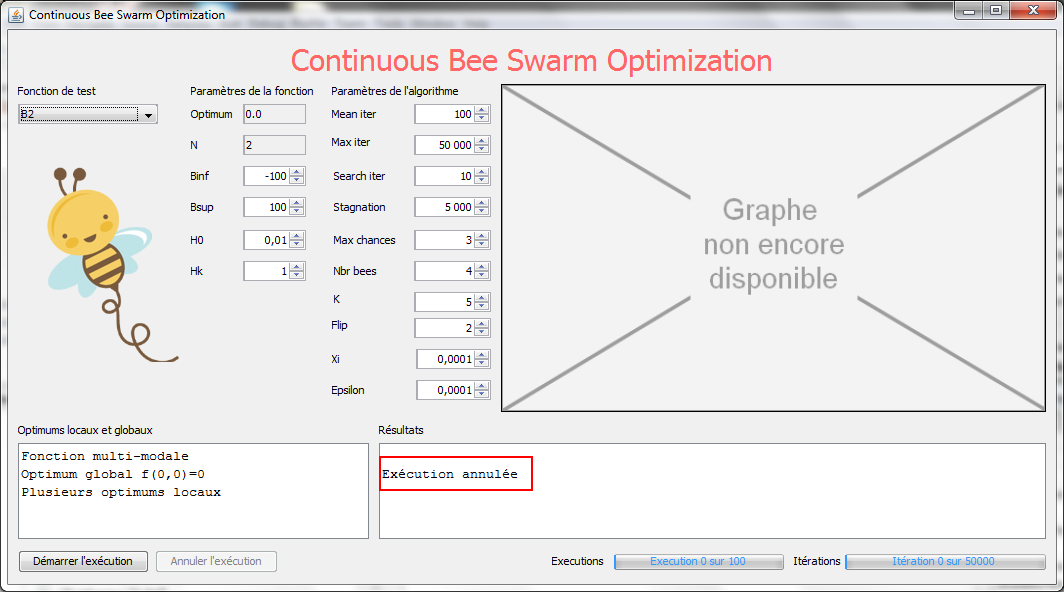 Continuous Bee Swarm Optimization
Continuous Bee Swarm Optimization
Fonction de test
B2
Paramètres de la fonction
Optimum 0.0
N 2
Binf -100
Bsup 100
H0 0,01
Hk 1
Paramètres de l'algorithme
Mean iter 100
Max iter 50 000
Search iter 10
Stagnation 5 000
Max chances 3
Nbr bees 4
K 5
Flip 2
Xi 0,0001
Epsilon 0,0001
Graphe
non encore
disponible
Optimums locaux et globaux
Fonction multi-modale
Optimum global f(0,0)=0
Plusieurs optimums locaux
Résultats
Exécution annulée
Démarrer l'exécution
Annuler l'exécution
Executions
Execution 0 sur 100
Itérations
Itération 0 sur 50000